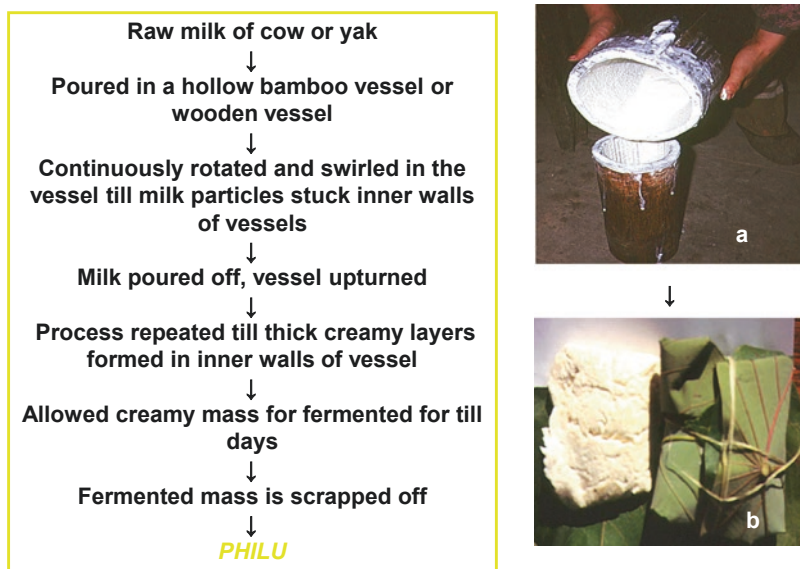 Raw milk of cow or yak
↓
Poured in a hollow bamboo vessel or
wooden vessel
↓
Continuously rotated and swirled in the
vessel till milk particles stuck inner walls
of vessels
↓
Milk poured off, vessel upturned
↓
Process repeated till thick creamy layers
formed in inner walls of vessel
↓
Allowed creamy mass for fermented for till
days
↓
Fermented mass is scrapped off
↓
PHILU
a
↓
b